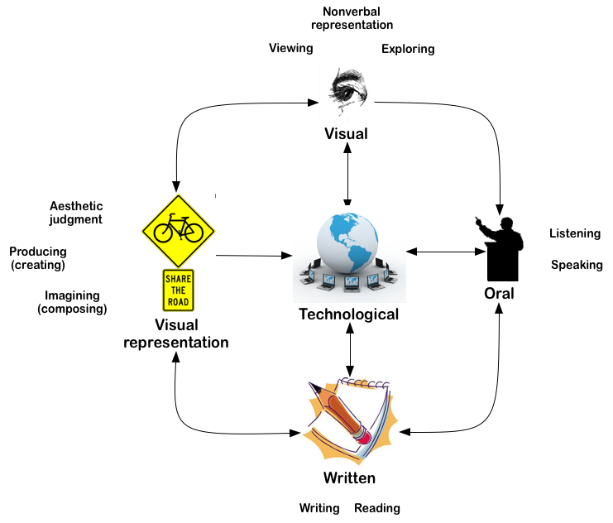 Nonverbal
representation
Viewing
Exploring
Visual
Aesthetic
judgment
Producing
(creating)
Imagining
(composing)
SHARE
THE
ROAD
Visual
representation
Technological
Listening
Speaking
Oral
Written
Writing
Reading